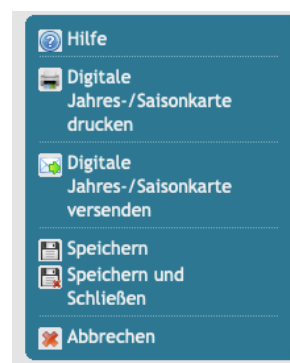 Hilfe
Digitale
Jahres-/Saisonkarte
drucken
Digitale
Jahres-/Saisonkarte
versenden
Speichern
Speichern und
Schließen
Abbrechen